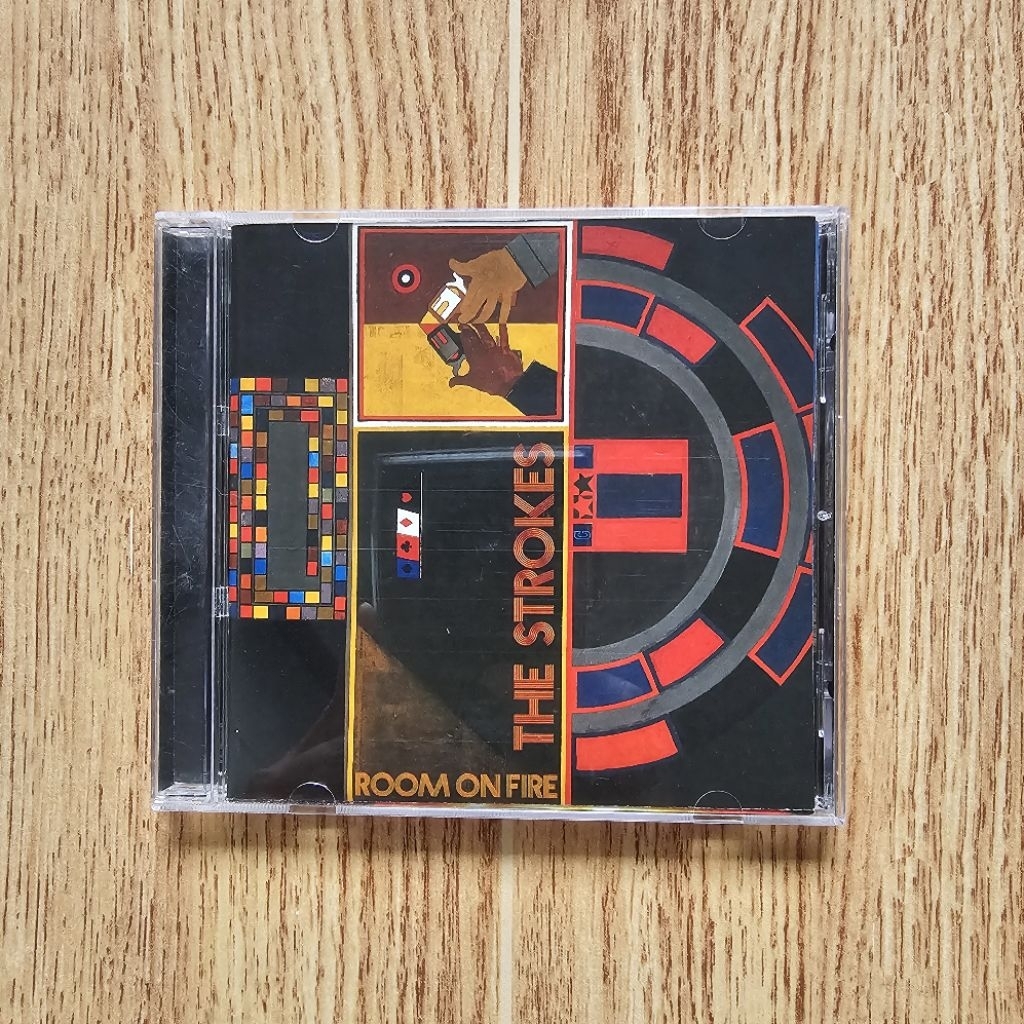 THE STROKES
ROOM ON FIRE